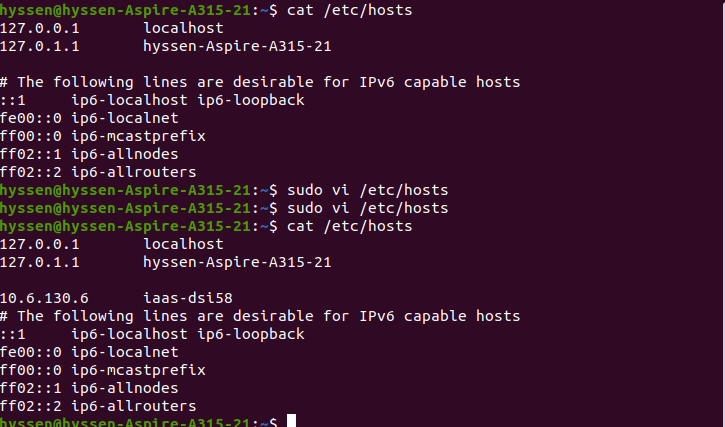 hyssen@hyssen-Aspire-A315-21:~$ cat /etc/hosts
127.0.0.1       localhost
127.0.1.1       hyssen-Aspire-A315-21
# The following lines are desirable for IPv6 capable hosts
::1     ip6-localhost ip6-loopback
fe00::0 ip6-localnet
ff00::0 ip6-mcastprefix
ff02::1 ip6-allnodes
ff02::2 ip6-allrouters
hyssen@hyssen-Aspire-A315-21:~$ sudo vi /etc/hosts
hyssen@hyssen-Aspire-A315-21:~$ sudo vi /etc/hosts
hyssen@hyssen-Aspire-A315-21:~$ cat /etc/hosts
127.0.0.1       localhost
127.0.1.1       hyssen-Aspire-A315-21
10.6.130.6      iaas-dsi58
# The following lines are desirable for IPv6 capable hosts
::1     ip6-localhost ip6-loopback
fe00::0 ip6-localnet
ff00::0 ip6-mcastprefix
ff02::1 ip6-allnodes
ff02::2 ip6-allrouters
hyssen@hyssen-Aspire-A315-21:~$